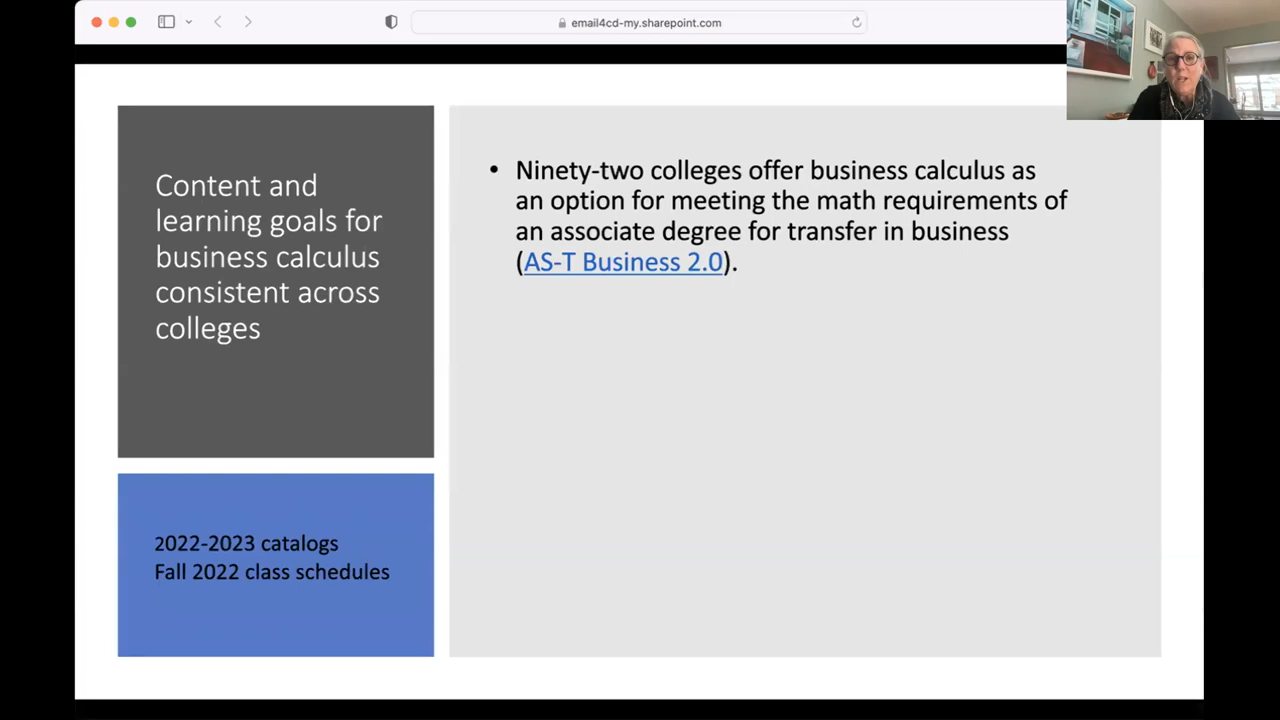 email4cd-my.sharepoint.com
Content and
learning goals for
business calculus
consistent across
colleges
• Ninety-two colleges offer business calculus as
an option for meeting the math requirements of
an associate degree for transfer in business
(AS-T Business 2.0).
2022-2023 catalogs
Fall 2022 class schedules